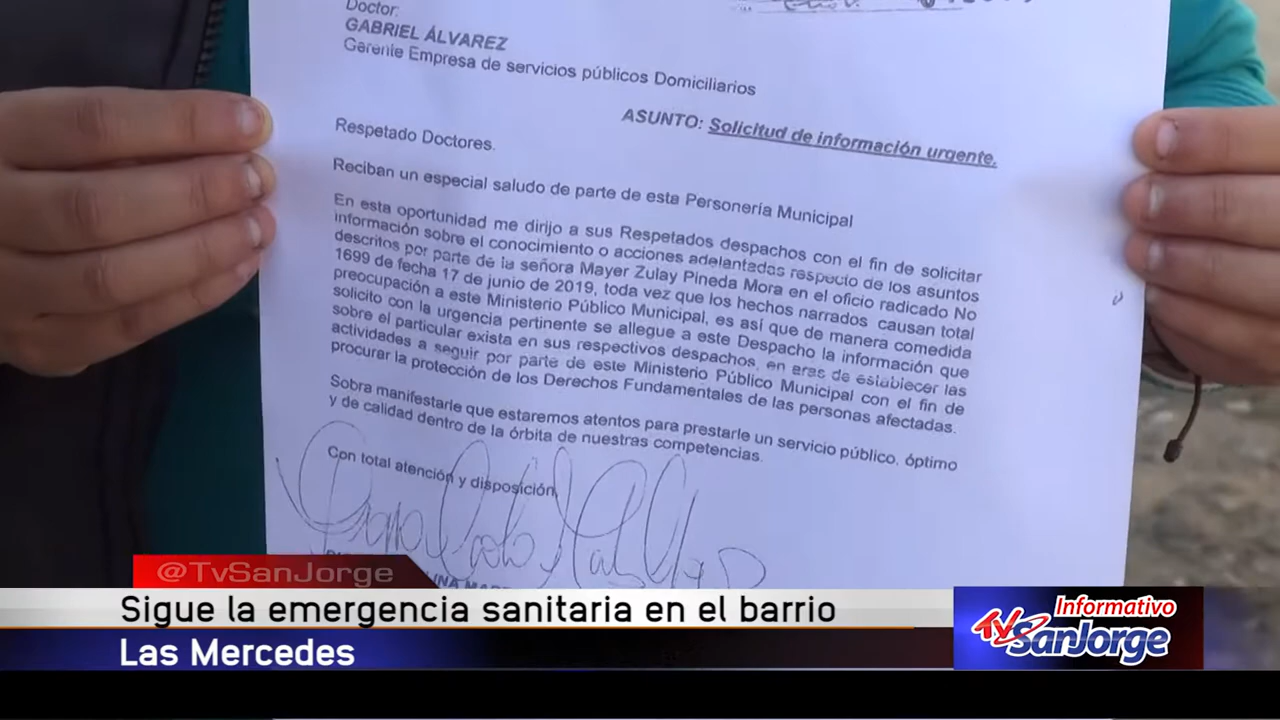 Doctor:
GABRIEL ÁLVAREZ
Gerente Empresa de servicios públicos Domiciliarios
ASUNTO: Solicitud de información urgente.
Respetado Doctores.
Reciban un especial saludo de parte de esta Personería Municipal
En esta oportunidad me dirijo a sus Respetados despachos con el fin de solicitar
información sobre el conocimiento o acciones adelantadas respecto de los asuntos
descritos por parte de la señora Mayer Zulay Pineda Mora en el oficio radicado No
1699 de fecha 17 de junio de 2019, toda vez que los hechos narrados causan total
preocupación a este Ministerio Público Municipal, es así que de manera comedida
solicito con la urgencia pertinente se allegue a este Despacho la información que
sobre el particular exista en sus respectivos despachos, en aras de establecer las
actividades a seguir por parte de este Ministerio Público Municipal con el fin de
procurar la protección de los Derechos Fundamentales de las personas afectadas.
Sobra manifestarle que estaremos atentos para prestarle un servicio público, óptimo
y de calidad dentro de la órbita de nuestras competencias.
Con total atención y disposición,
@TvSanJorge
Sigue la emergencia sanitaria en el barrio
Las Mercedes
Informativo
TV SanJorge